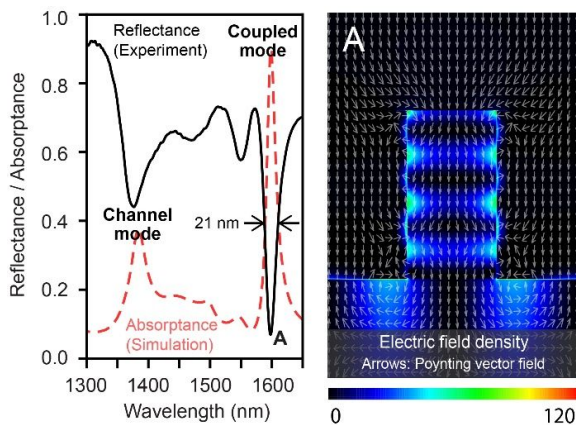 Reflectance
(Experiment)
Coupled
mode
Channel
mode
21 nm
Absorptance
(Simulation)
A
Reflectance / Absorptance
1.0
0.8
0.6
0.4
0.2
0.0
1300 1400 1500 1600
Wavelength (nm)
A
Electric field density
Arrows: Poynting vector field
0 120